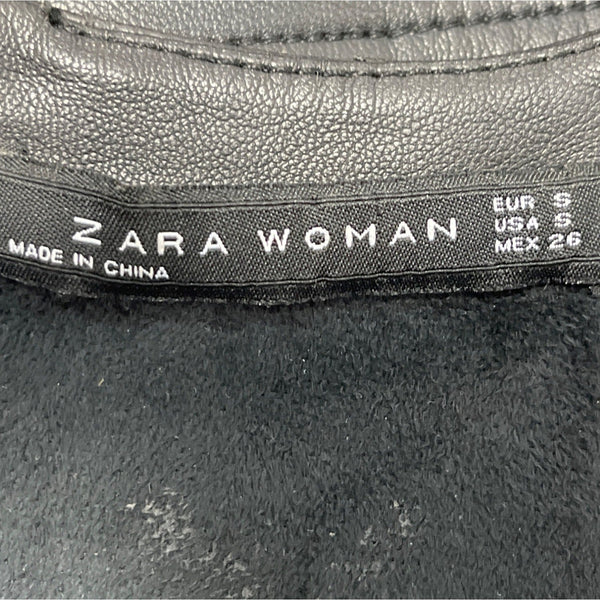 ZARA WOMAN
MADE IN CHINA
EUR S
USA S
MEX 26